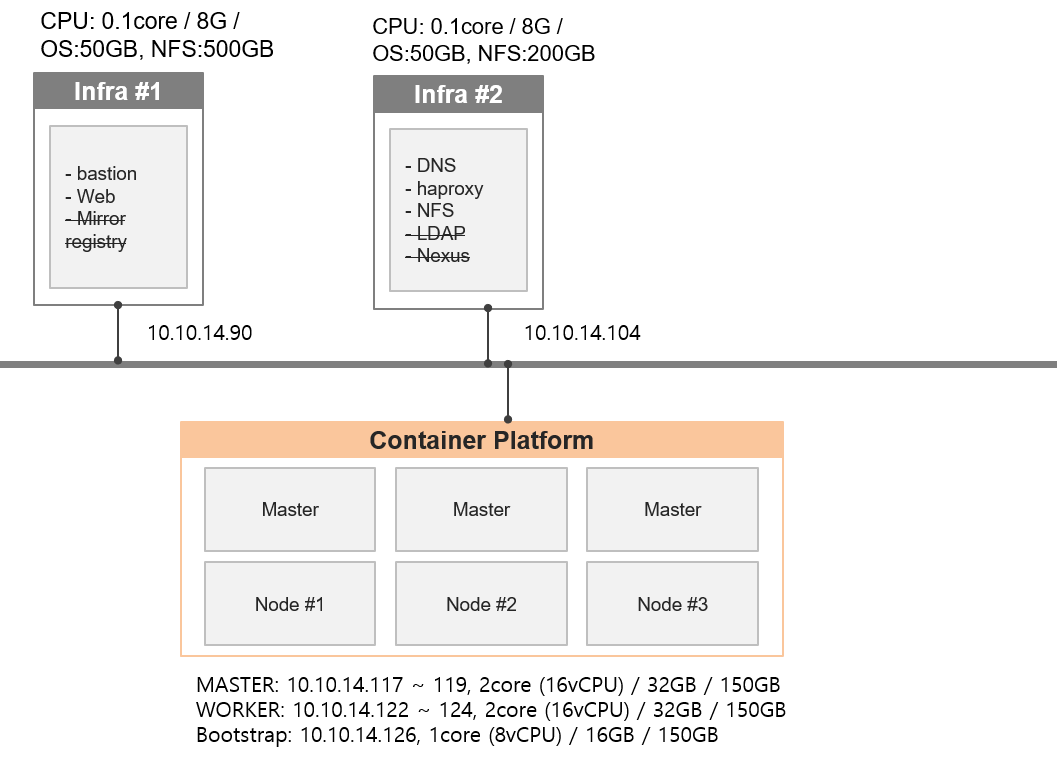 CPU: 0.1core / 8G /
OS:50GB, NFS:500GB
CPU: 0.1core / 8G /
OS:50GB, NFS:200GB
Infra #1
- bastion
- Web
- Mirror
registry
Infra #2
- DNS
- haproxy
- NFS
- LDAP
- Nexus
10.10.14.90
10.10.14.104
Container Platform
Master
Master
Master
Node #1
Node #2
Node #3
MASTER: 10.10.14.117 ~ 119, 2core (16vCPU) / 32GB / 150GB
WORKER: 10.10.14.122 ~ 124, 2core (16vCPU) / 32GB / 150GB
Bootstrap: 10.10.14.126, 1core (8vCPU) / 16GB / 150GB